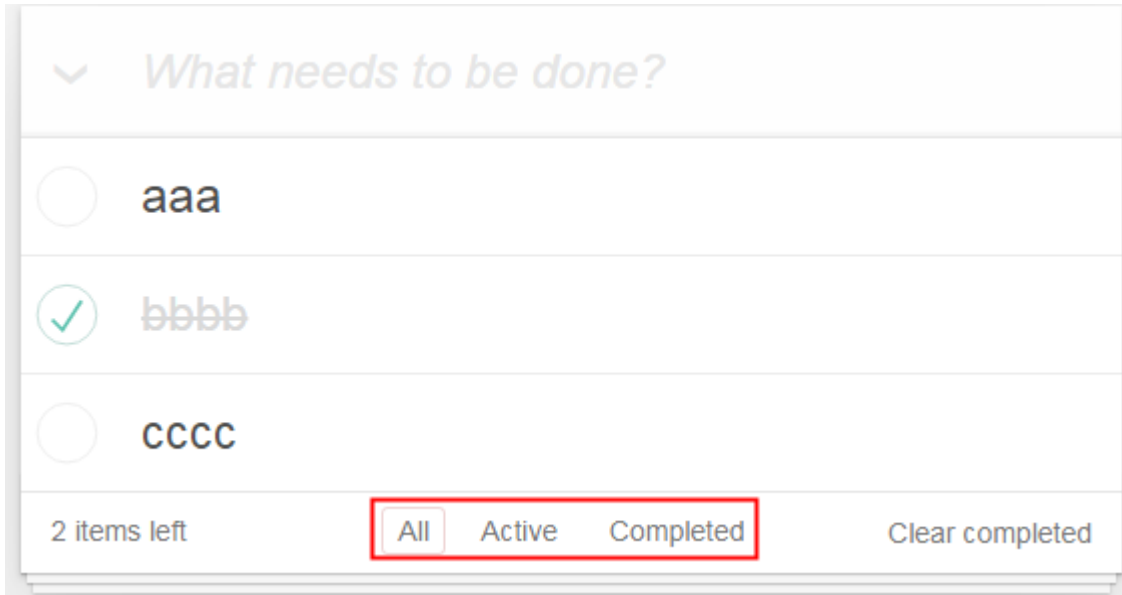 What needs to be done?
aaa
bbbb
cccc
2 items left All Active Completed Clear completed